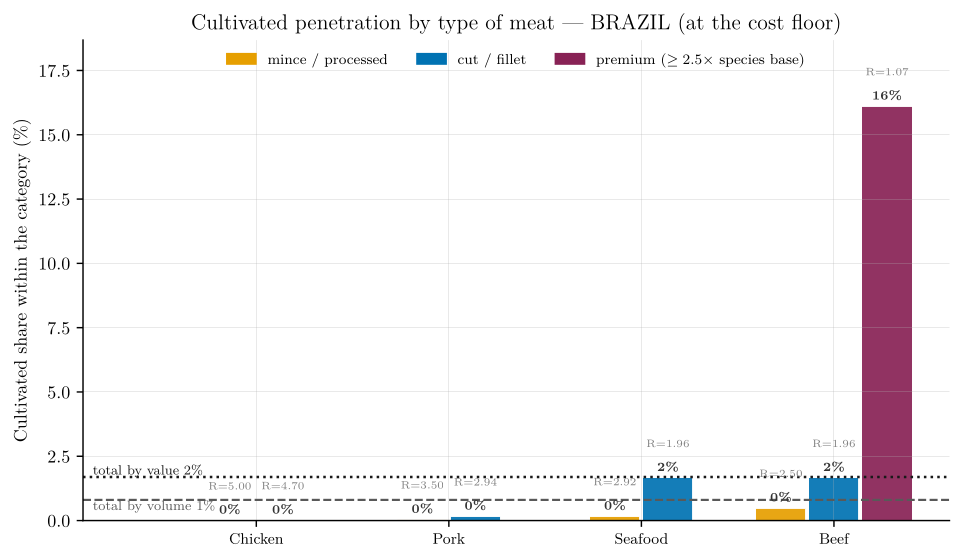 Cultivated penetration by type of meat — BRAZIL (at the cost floor)
mince / processed
cut / fillet
premium (≥ 2.5× species base)
Cultivated share within the category (%)
17.5
15.0
12.5
10.0
7.5
5.0
2.5
0.0
total by value 2%
total by volume 1%
R=5.00
0%
R=4.70
0%
R=3.50
0%
R=2.94
0%
R=2.92
0%
R=1.96
2%
R=2.50
0%
R=1.96
2%
R=1.07
16%
Chicken
Pork
Seafood
Beef